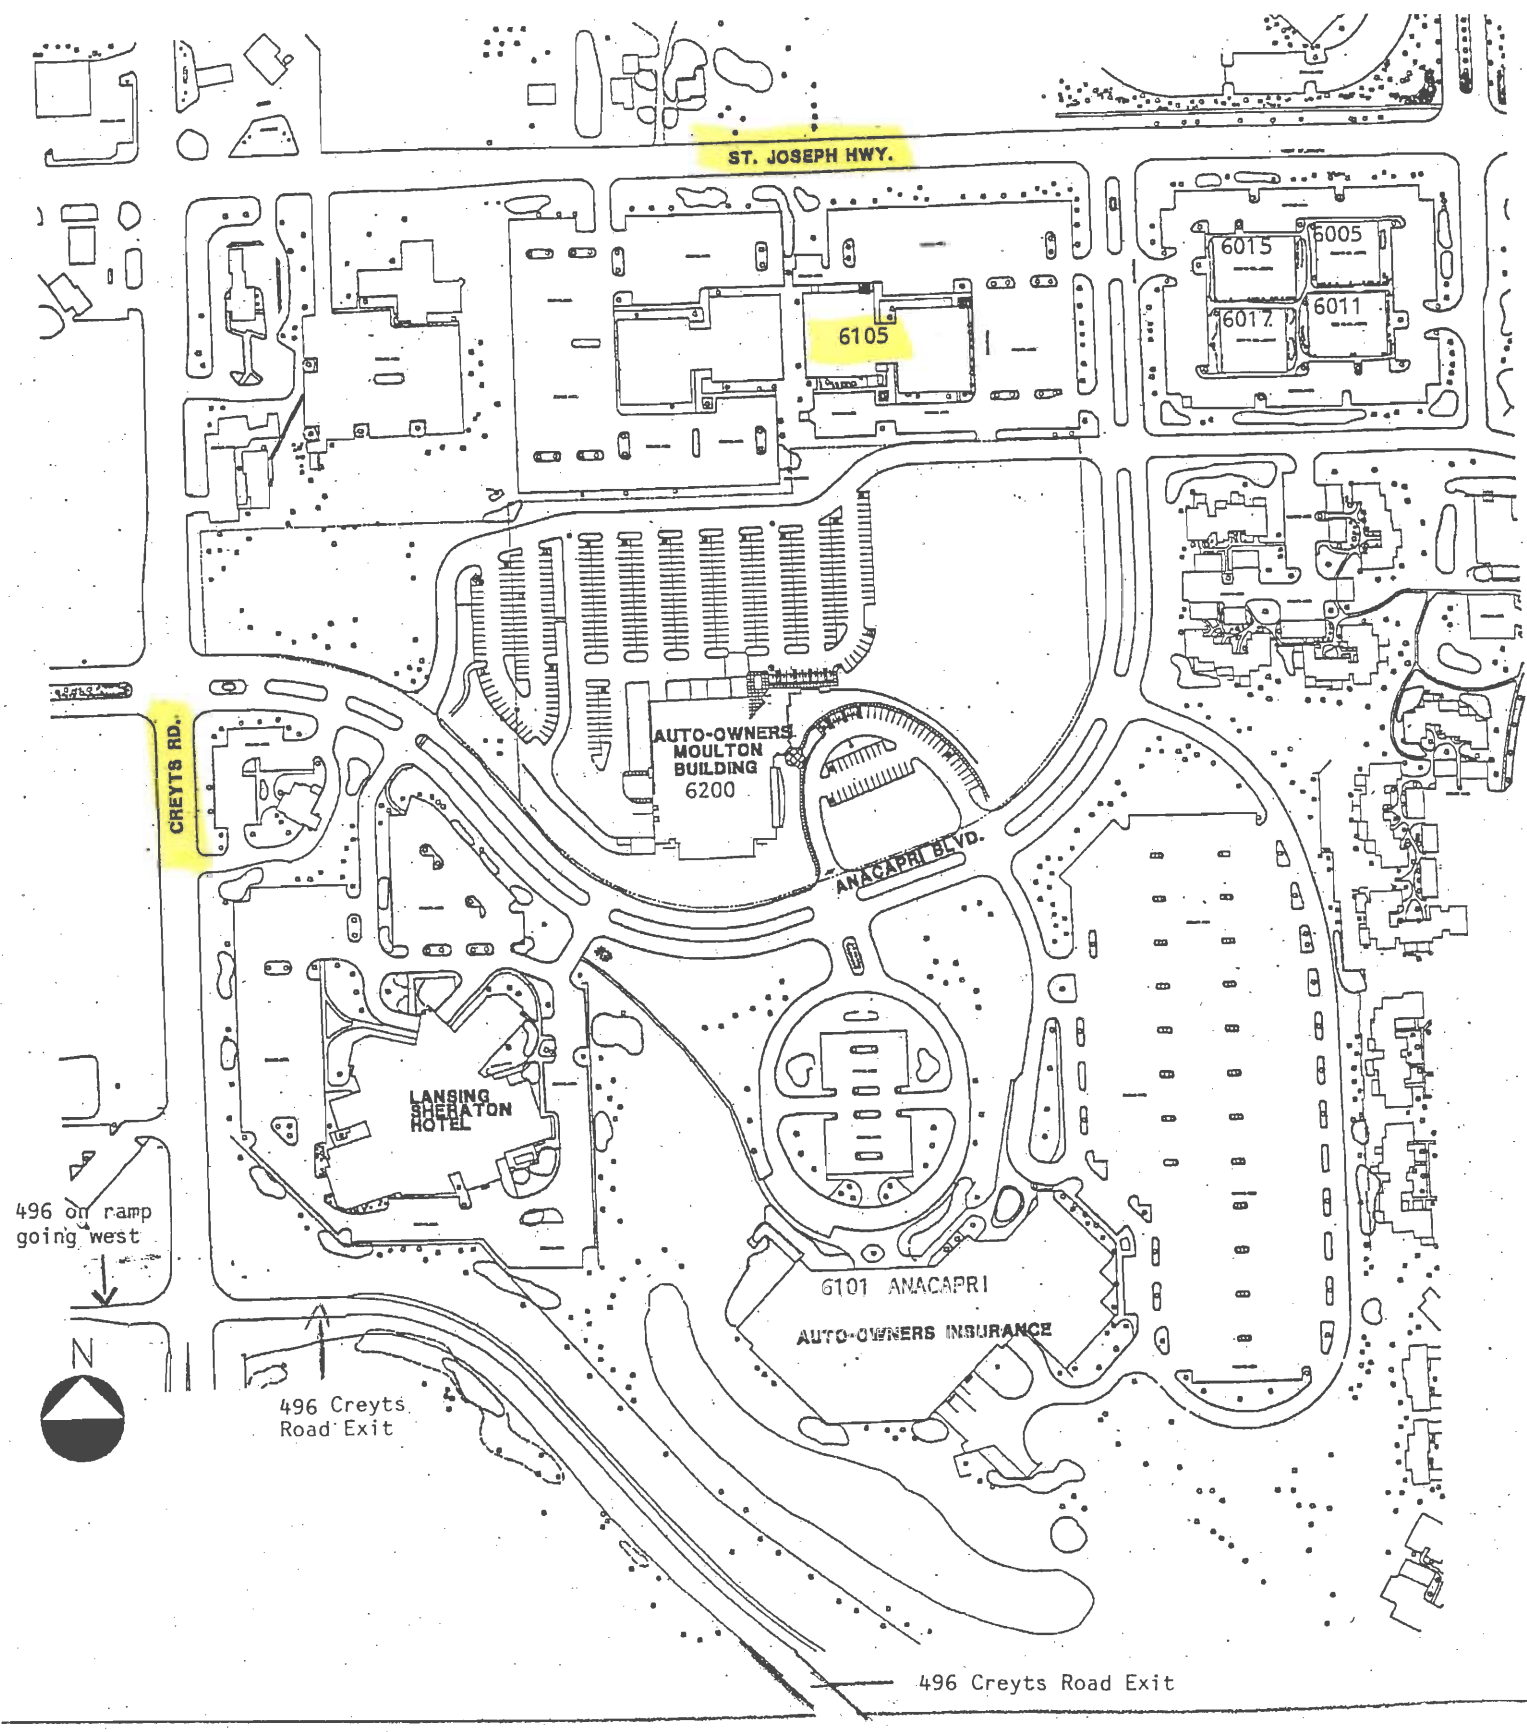 ST. JOSEPH HWY.
6015
6005
6017
6011
6105
CREYTS RD.
AUTO-OWNERS
MOULTON
BUILDING
6200
ANACAPRI BLVD.
LANSING
SHERATON
HOTEL
496 on ramp
going west
6101 ANACAPRI
AUTO-OWNERS INSURANCE
N
496 Creyts
Road Exit
496 Creyts Road Exit